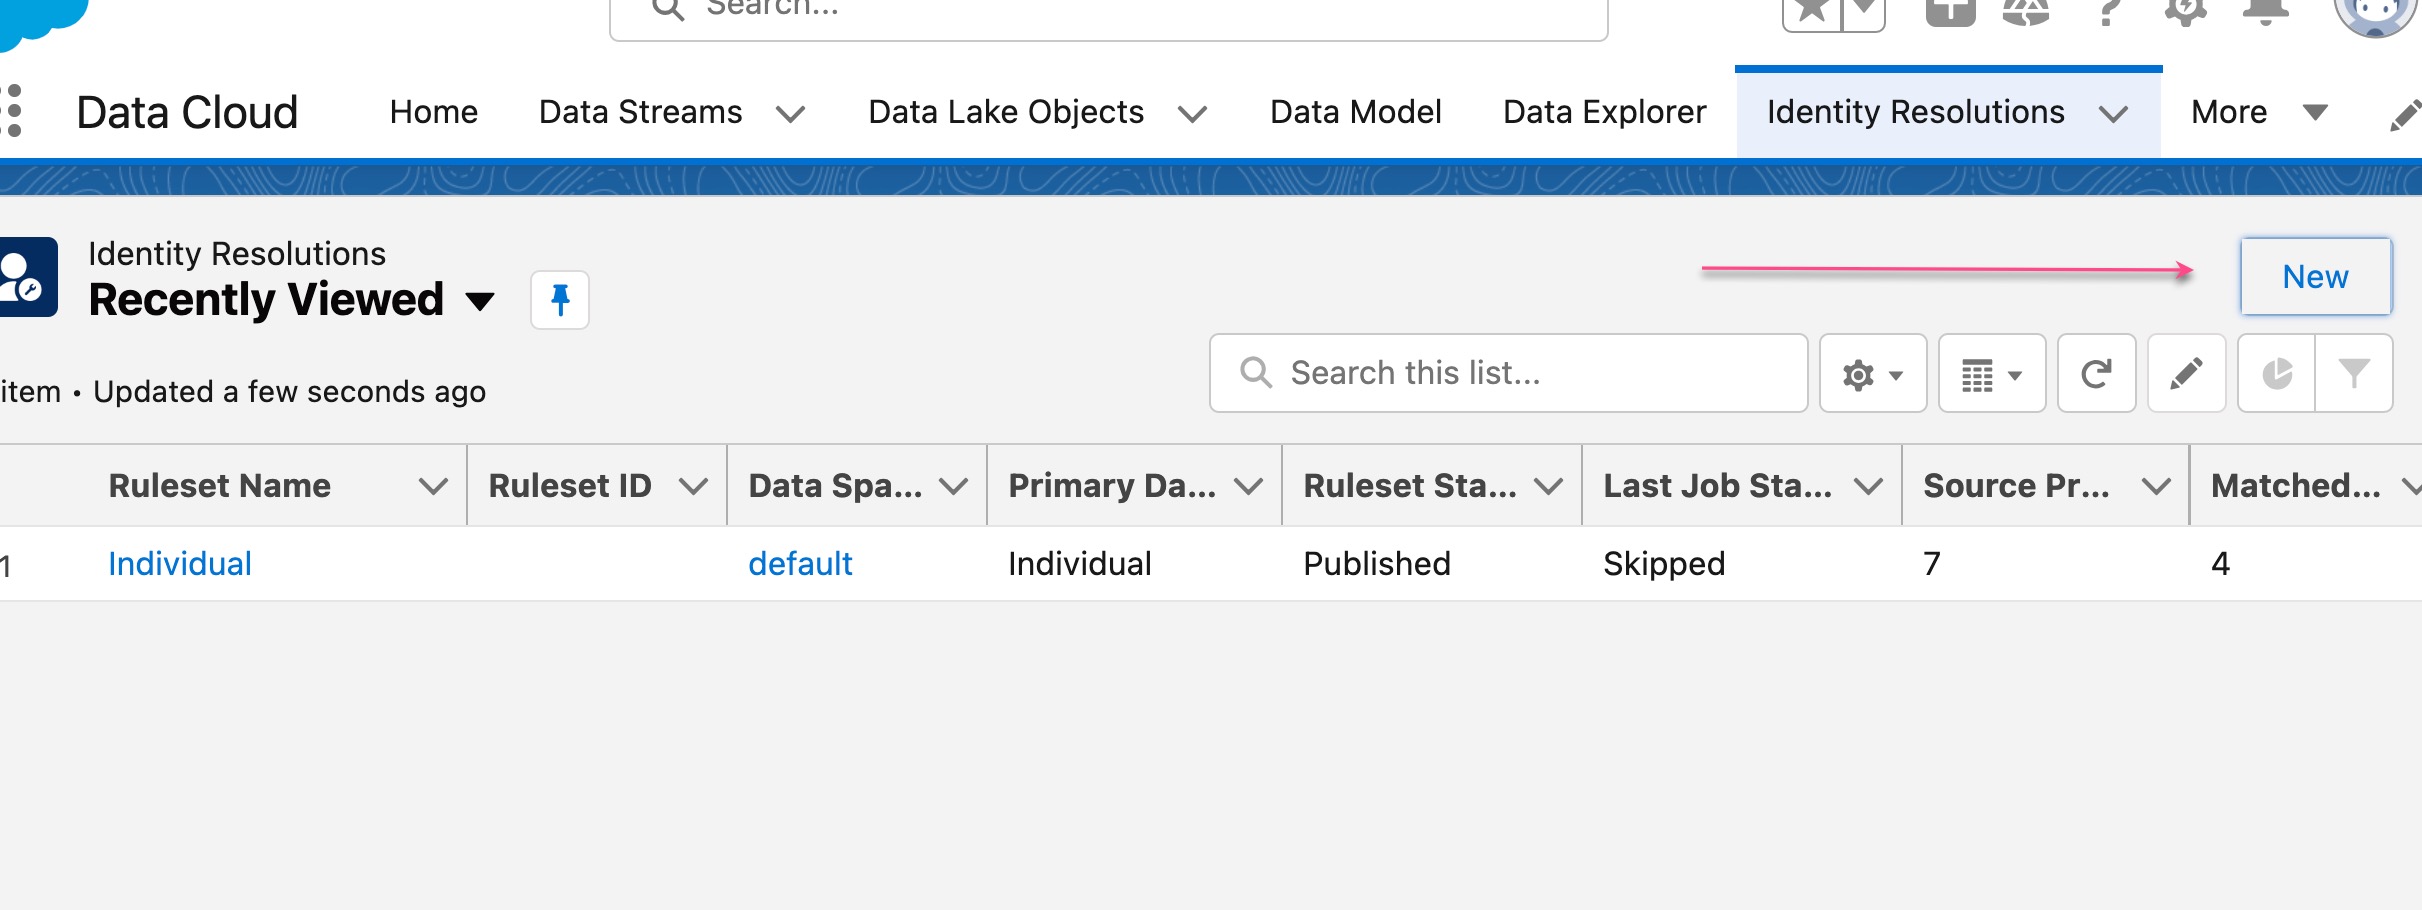 Search...
Data Cloud Home Data Streams Data Lake Objects Data Model Data Explorer Identity Resolutions More
Identity Resolutions
Recently Viewed
New
item • Updated a few seconds ago
Search this list...
Ruleset Name Ruleset ID Data Spa... Primary Da... Ruleset Sta... Last Job Sta... Source Pr... Matched...
1 Individual default Individual Published Skipped 7 4